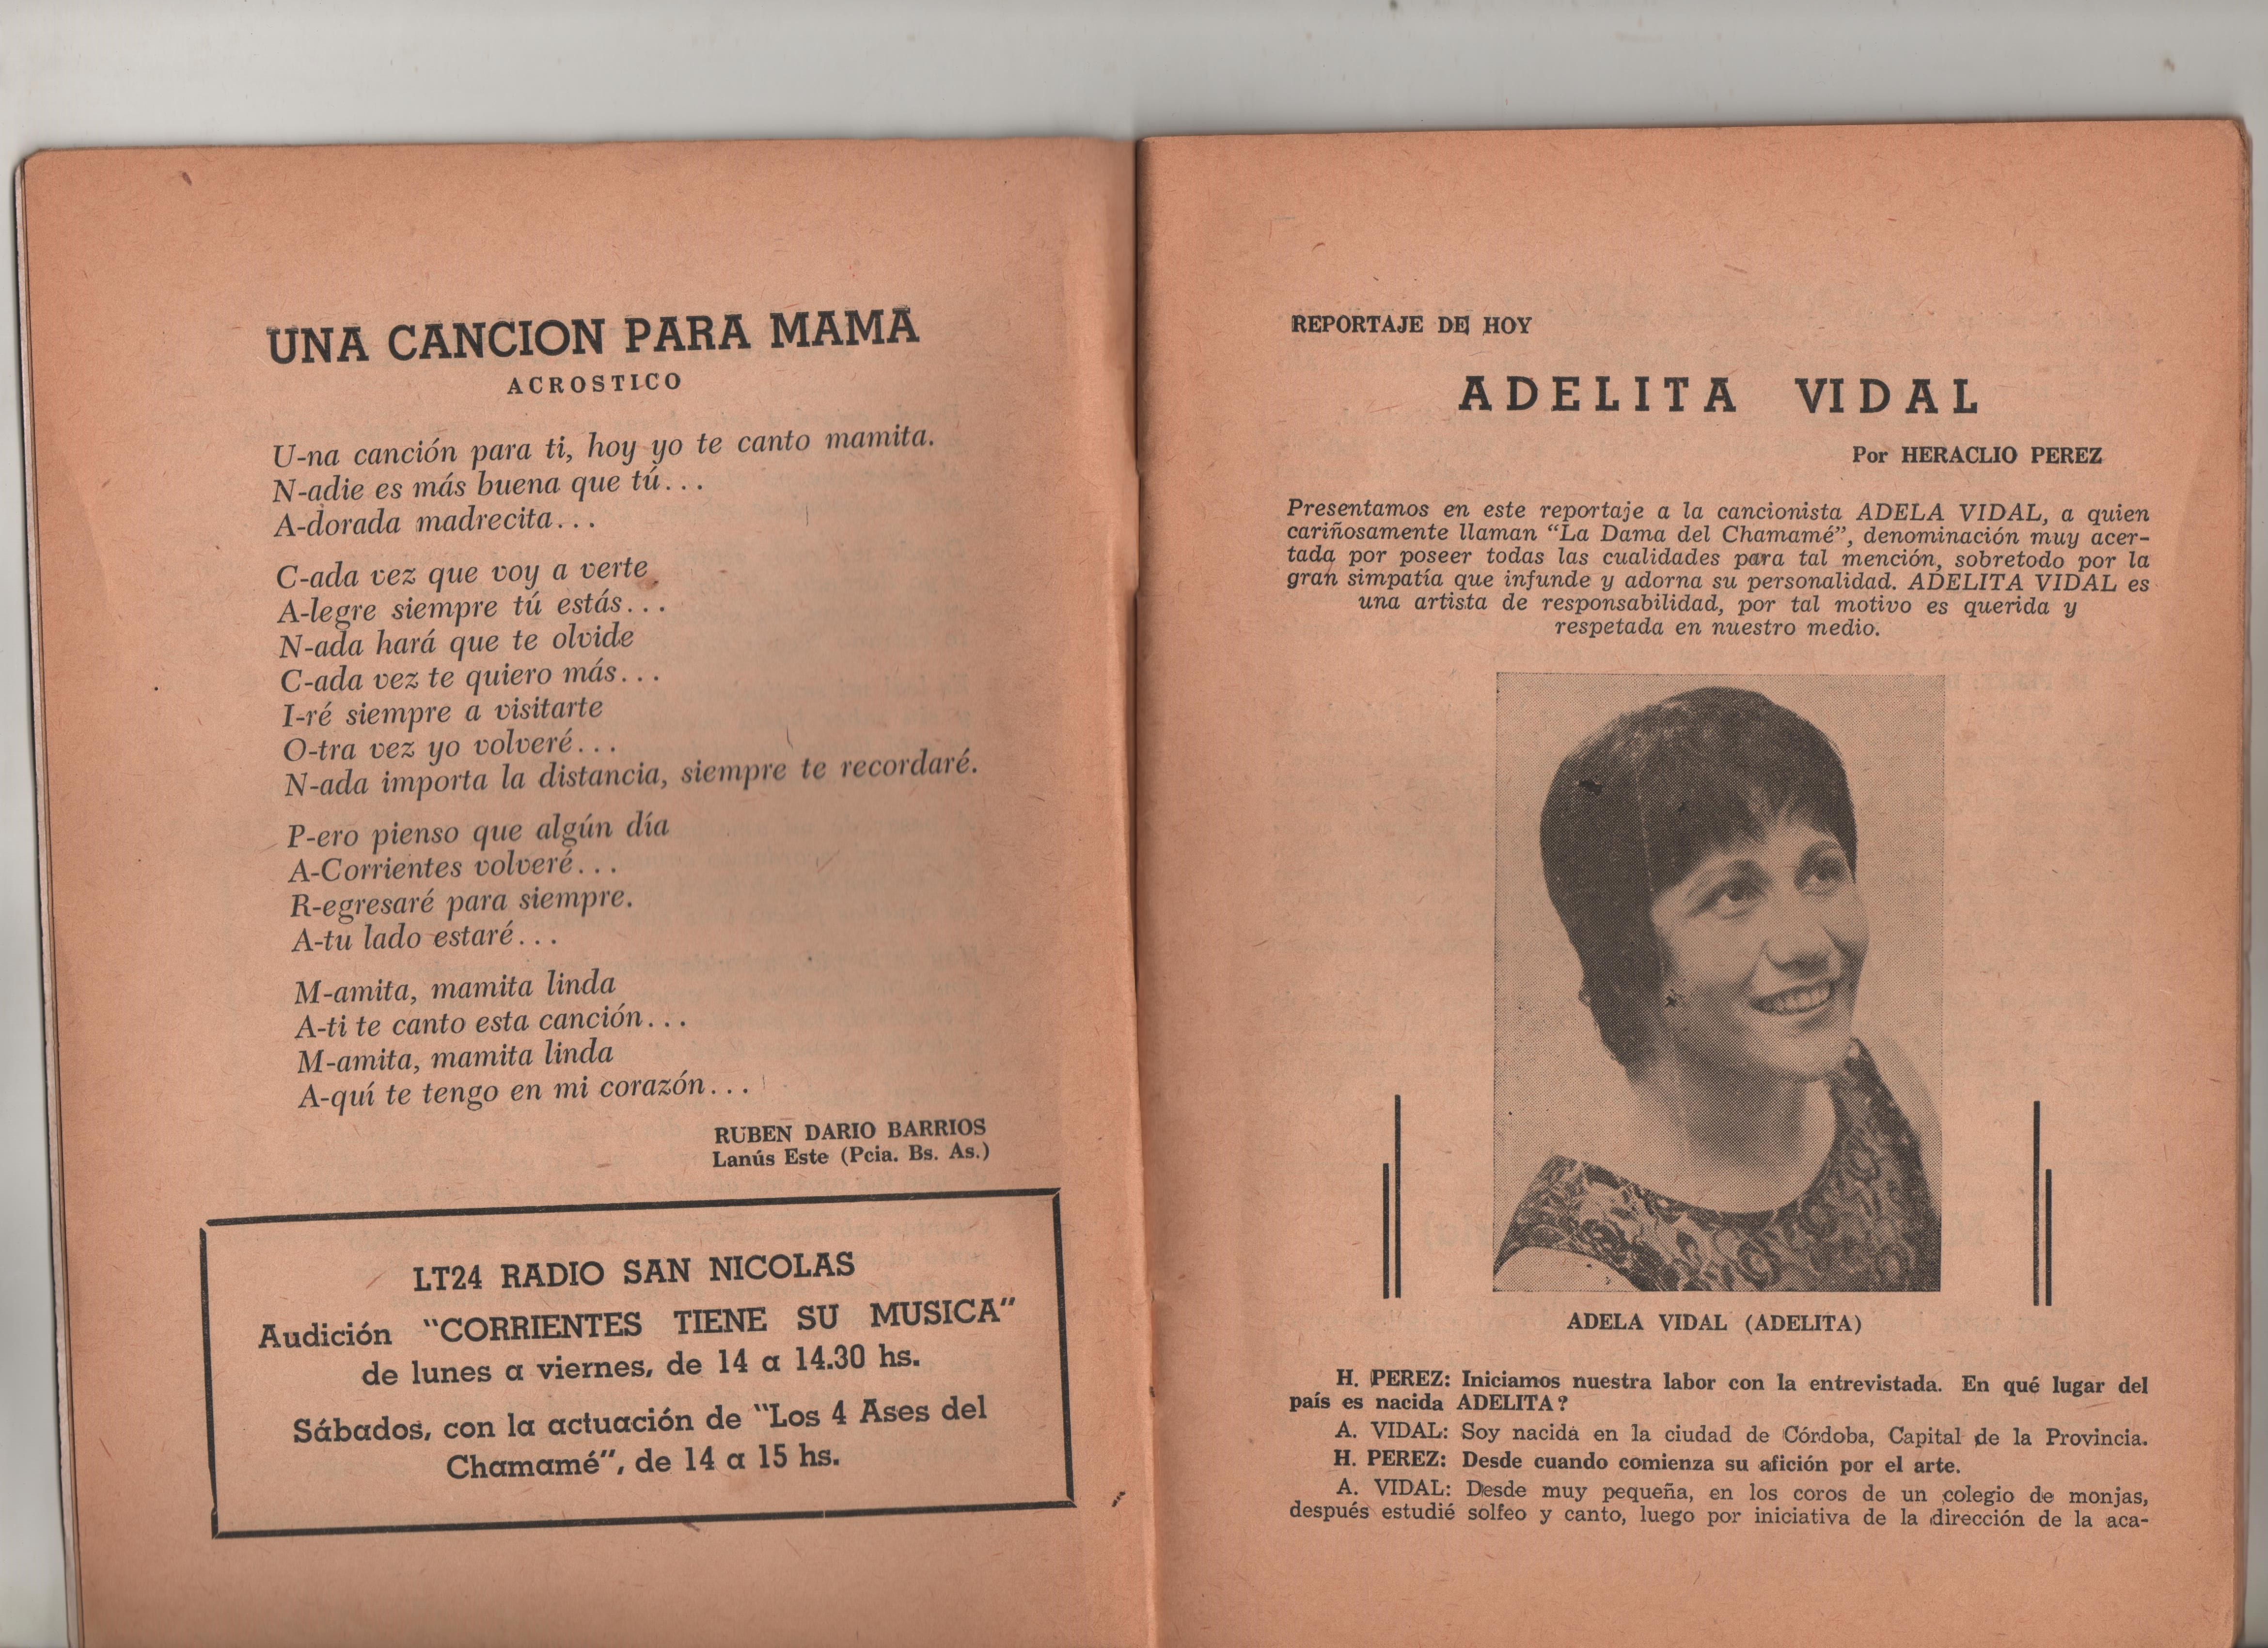 UNA CANCION PARA MAMA
ACROSTICO
U-na canción para ti, hoy yo te canto mamita.
N-adie es más buena que tú...
A-dorada madrecita...
C-ada vez que voy a verte
A-legre siempre tú estás...
N-ada hará que te olvide
C-ada vez te quiero más...
I-ré siempre a visitarte
O-tra vez yo volveré...
N-ada importa la distancia, siempre te recordaré.
P-ero pienso que algún día
A-Corrientes volveré...
R-egresaré para siempre.
A-tu lado estaré...
M-amita, mamita linda
A-ti te canto esta canción...
M-amita, mamita linda
A-quí te tengo en mi corazón...
RUBEN DARIO BARRIOS
Lanús Este (Pcia. Bs. As.)
LT24 RADIO SAN NICOLAS
Audición "CORRIENTES TIENE SU MUSICA"
de lunes a viernes, de 14 a 14.30 hs.
Sábados, con la actuación de "Los 4 Ases del
Chamamé", de 14 a 15 hs.
REPORTAJE DE HOY
ADELITA VIDAL
Por HERACLIO PEREZ
Presentamos en este reportaje a la cancionista ADELA VIDAL, a quien
cariñosamente llaman "La Dama del Chamamé", denominación muy acer-
tada por poseer todas las cualidades para tal mención, sobretodo por la
gran simpatía que infunde y adorna su personalidad. ADELITA VIDAL es
una artista de responsabilidad, por tal motivo es querida y
respetada en nuestro medio.
ADELA VIDAL (ADELITA)
H. PEREZ: Iniciamos nuestra labor con la entrevistada. En qué lugar del
país es nacida ADELITA?
A. VIDAL: Soy nacida en la ciudad de Córdoba, Capital de la Provincia.
H. PEREZ: Desde cuando comienza su afición por el arte.
A. VIDAL: Desde muy pequeña, en los coros de un colegio de monjas,
después estudié solfeo y canto, luego por iniciativa de la dirección de la aca-